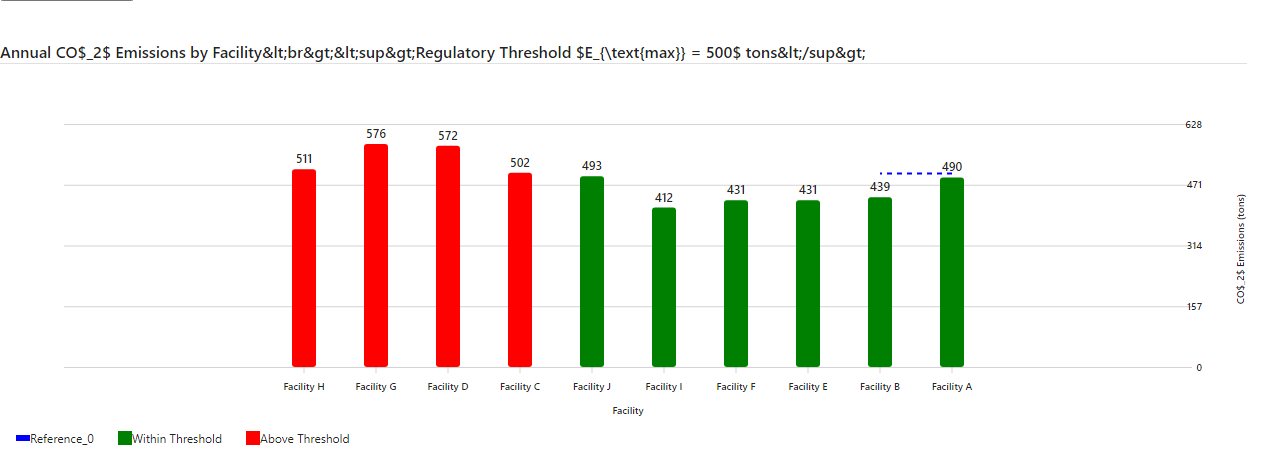 Annual CO$_2$ Emissions by Facility&lt;br&gt;&lt;sup&gt;Regulatory Threshold $E_{\text{max}} = 500$ tons&lt;/sup&gt;
628
471
314
157
0
CO$_2$ Emissions (tons)
511
576
572
502
493
412
431
431
439
490
Facility H
Facility G
Facility D
Facility C
Facility J
Facility I
Facility F
Facility E
Facility B
Facility A
Facility
Reference_0
Within Threshold
Above Threshold